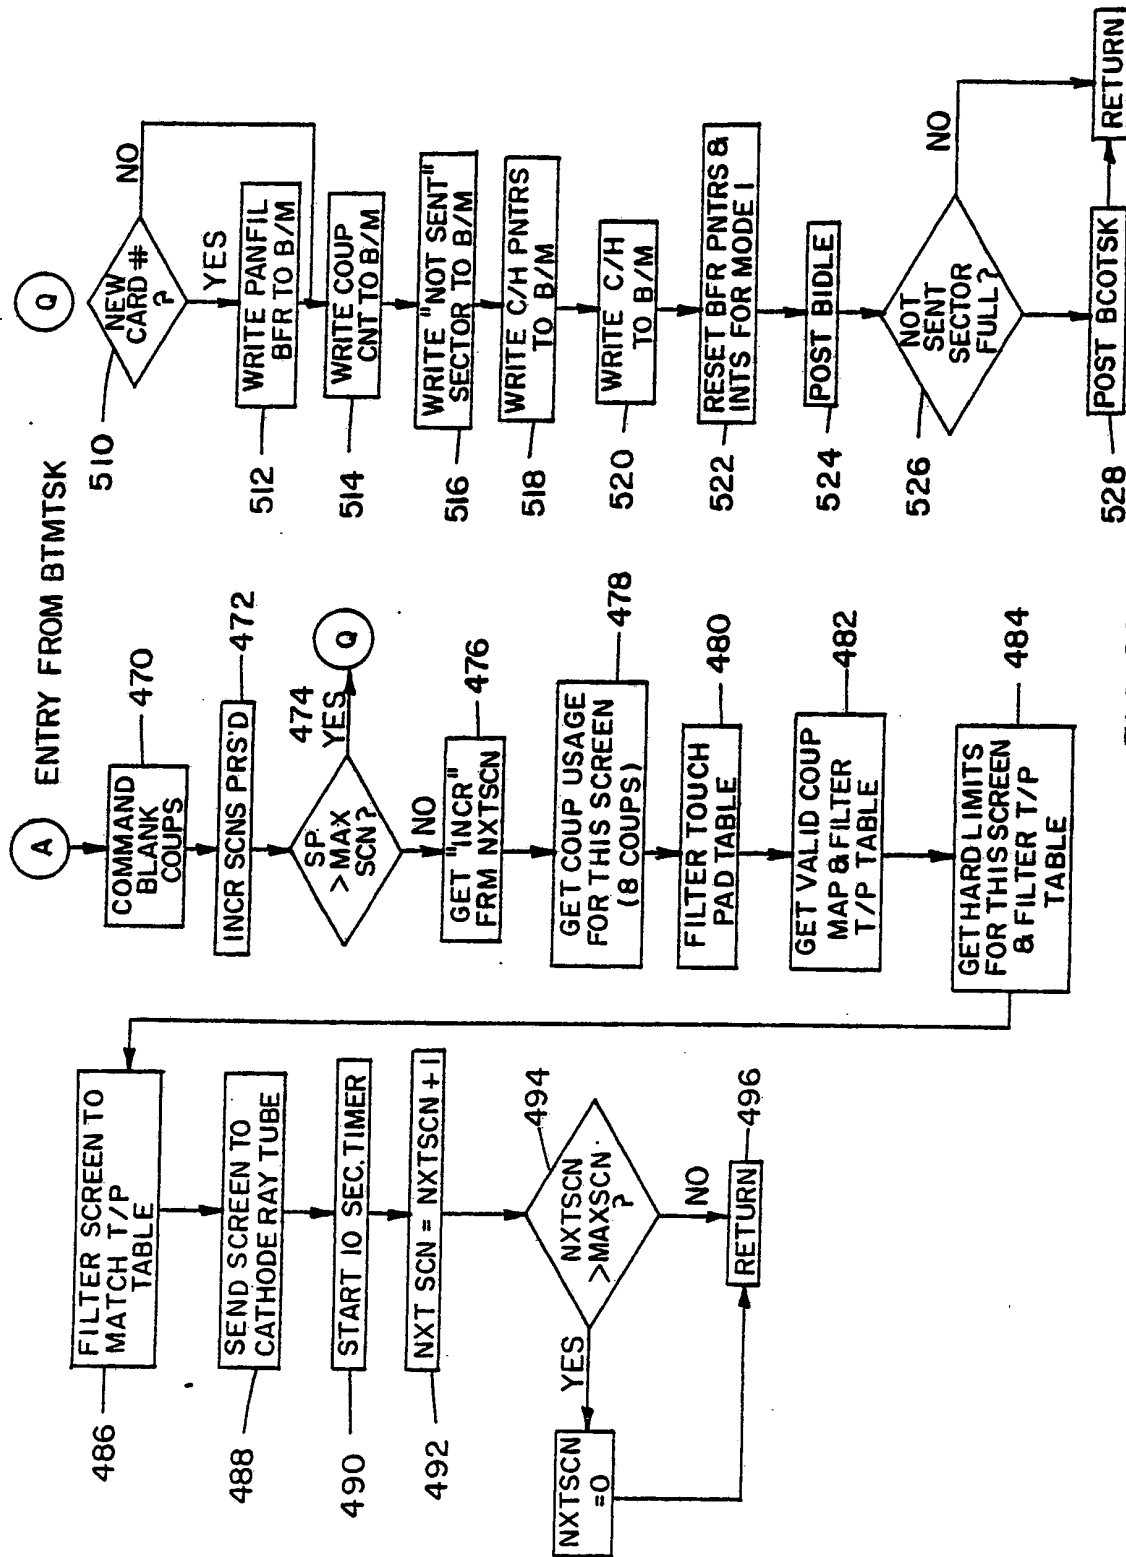 A
ENTRY FROM BTMTSK
COMMAND
BLANK
COUPS
470
INCR SCNS PRS'D
472
SP.
> MAX
SCN?
474
YES
Q
NO
GET "INCR"
FRM NXTSCN
476
GET COUP USAGE
FOR THIS SCREEN
(8 COUPS)
478
FILTER TOUCH
PAD TABLE
480
GET VALID COUP
MAP & FILTER
T/P TABLE
482
GET HARD LIMITS
FOR THIS SCREEN
& FILTER T/P
TABLE
484
FILTER SCREEN TO
MATCH T/P
TABLE
486
SEND SCREEN TO
CATHODE RAY TUBE
488
START 10 SEC. TIMER
490
NXT SCN = NXTSCN + 1
492
NXTSCN
>MAXSCN
?
494
YES
NO
NXTSCN
=0
RETURN
496
Q
NEW
CARD #
?
510
NO
YES
WRITE PANFIL
BFR TO B/M
512
WRITE COUP
CNT TO B/M
514
WRITE "NOT SENT"
SECTOR TO B/M
516
WRITE C/H PNTRS
TO B/M
518
WRITE C/H
TO B/M
520
RESET BFR PNTRS &
INTS FOR MODE 1
522
POST BIDLE
524
NOT
SENT
SECTOR
FULL?
526
NO
POST BCOTSK
528
RETURN